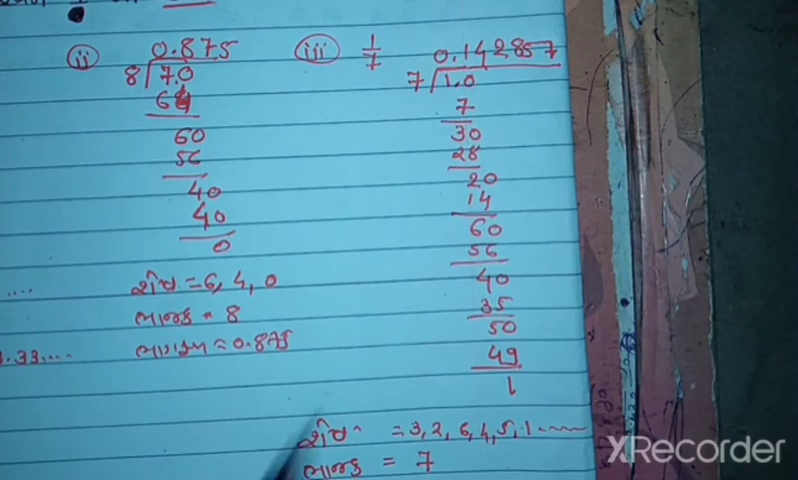 ii 0.875
8 70
64
60
56
40
40
0
શેષ = 6, 4, 0
ભાજક = 8
ભાગફળ = 0.875
....
3.33....
iii 1/7 0.142857
7 1.0
7
30
28
20
14
60
56
40
35
50
49
1
શેષ = 3, 2, 6, 4, 5, 1 ......
ભાજક = 7
XRecorder